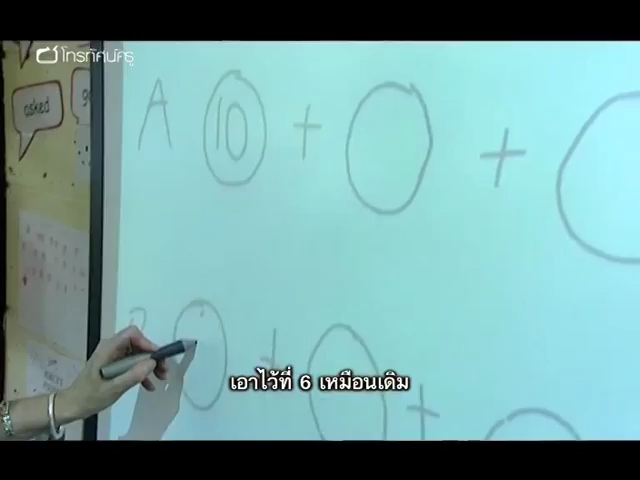 โทรทัศน์ครู
asked
A 10 + +
+ +
เอาไว้ที่ 6 เหมือนเดิม